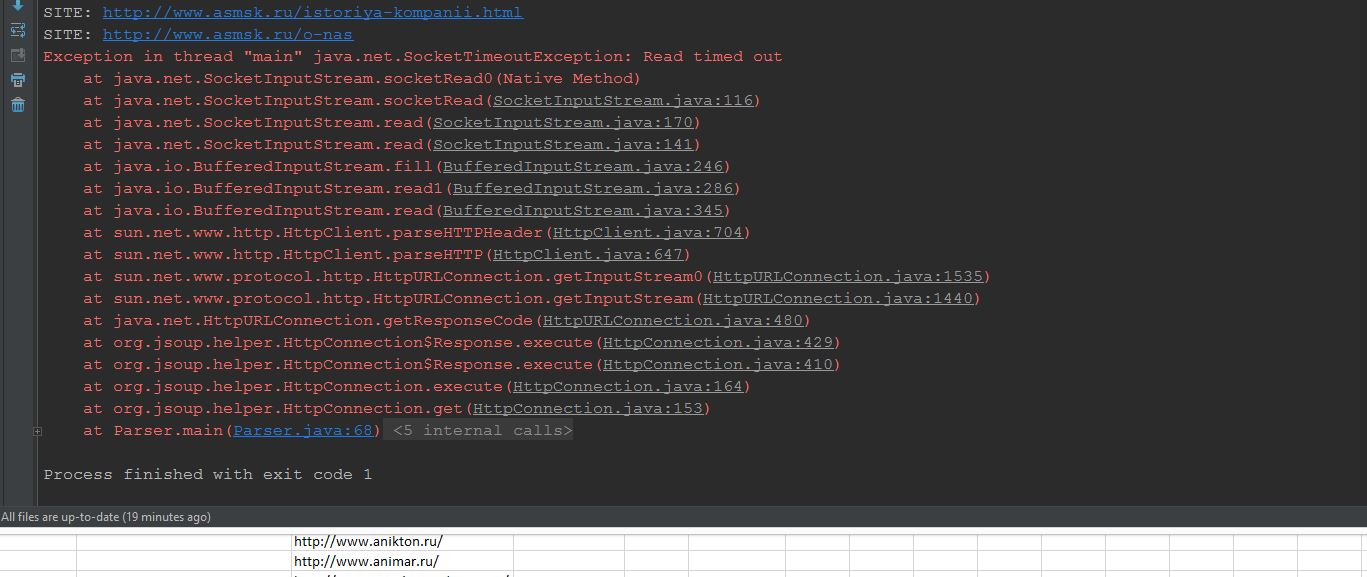 SITE: http://www.asmsk.ru/istoriya-kompanii.html
SITE: http://www.asmsk.ru/o-nas
Exception in thread "main" java.net.SocketTimeoutException: Read timed out
at java.net.SocketInputStream.socketRead0(Native Method)
at java.net.SocketInputStream.socketRead(SocketInputStream.java:116)
at java.net.SocketInputStream.read(SocketInputStream.java:170)
at java.net.SocketInputStream.read(SocketInputStream.java:141)
at java.io.BufferedInputStream.fill(BufferedInputStream.java:246)
at java.io.BufferedInputStream.read1(BufferedInputStream.java:286)
at java.io.BufferedInputStream.read(BufferedInputStream.java:345)
at sun.net.www.http.HttpClient.parseHTTPHeader(HttpClient.java:704)
at sun.net.www.http.HttpClient.parseHTTP(HttpClient.java:647)
at sun.net.www.protocol.http.HttpURLConnection.getInputStream0(HttpURLConnection.java:1535)
at sun.net.www.protocol.http.HttpURLConnection.getInputStream(HttpURLConnection.java:1440)
at java.net.HttpURLConnection.getResponseCode(HttpURLConnection.java:480)
at org.jsoup.helper.HttpConnection$Response.execute(HttpConnection.java:429)
at org.jsoup.helper.HttpConnection$Response.execute(HttpConnection.java:410)
at org.jsoup.helper.HttpConnection.execute(HttpConnection.java:164)
at org.jsoup.helper.HttpConnection.get(HttpConnection.java:153)
at Parser.main(Parser.java:68) <5 internal calls>
Process finished with exit code 1
All files are up-to-date (19 minutes ago)
http://www.anikton.ru/
http://www.animar.ru/